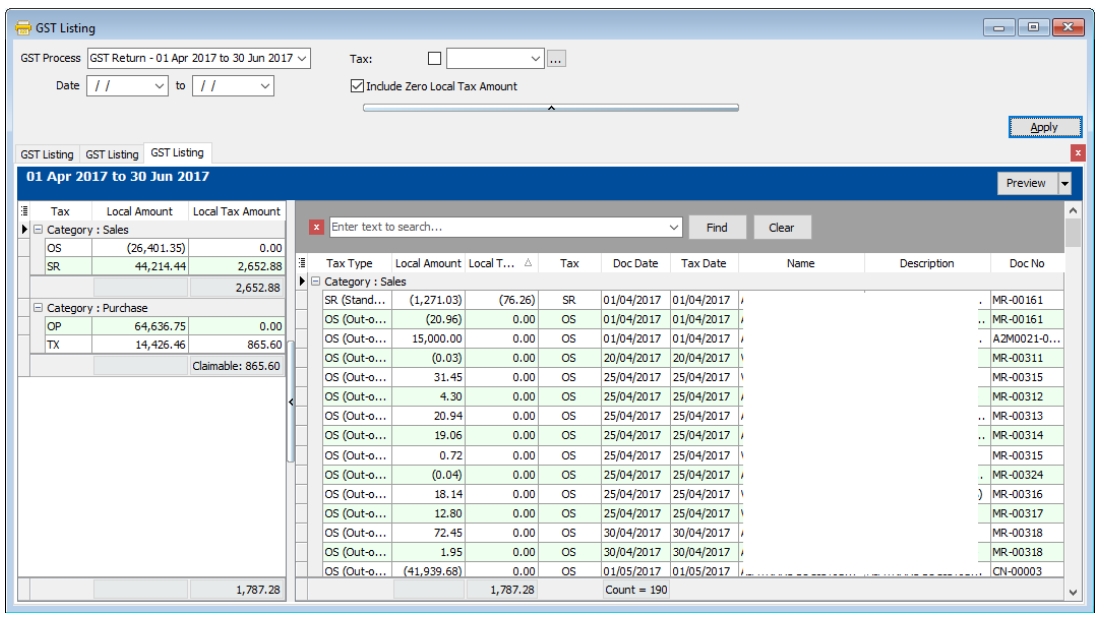 GST Listing
GST Process GST Return - 01 Apr 2017 to 30 Jun 2017 Tax: ...
Date / / to / / Include Zero Local Tax Amount
Apply
GST Listing GST Listing GST Listing
01 Apr 2017 to 30 Jun 2017
Preview
Tax Local Amount Local Tax Amount
Category : Sales
OS (26,401.35) 0.00
SR 44,214.44 2,652.88
2,652.88
Category : Purchase
OP 64,636.75 0.00
TX 14,426.46 865.60
Claimable: 865.60
1,787.28
Enter text to search... Find Clear
Tax Type Local Amount Local T... Tax Doc Date Tax Date Name Description Doc No
Category : Sales
SR (Stand... (1,271.03) (76.26) SR 01/04/2017 01/04/2017 MR-00161
OS (Out-o... (20.96) 0.00 OS 01/04/2017 01/04/2017 MR-00161
OS (Out-o... 15,000.00 0.00 OS 01/04/2017 01/04/2017 A2M0021-0...
OS (Out-o... (0.03) 0.00 OS 20/04/2017 20/04/2017 MR-00311
OS (Out-o... 31.45 0.00 OS 25/04/2017 25/04/2017 MR-00315
OS (Out-o... 4.30 0.00 OS 25/04/2017 25/04/2017 MR-00312
OS (Out-o... 20.94 0.00 OS 25/04/2017 25/04/2017 MR-00313
OS (Out-o... 19.06 0.00 OS 25/04/2017 25/04/2017 MR-00314
OS (Out-o... 0.72 0.00 OS 25/04/2017 25/04/2017 MR-00315
OS (Out-o... (0.04) 0.00 OS 25/04/2017 25/04/2017 MR-00324
OS (Out-o... 18.14 0.00 OS 25/04/2017 25/04/2017 MR-00316
OS (Out-o... 12.80 0.00 OS 25/04/2017 25/04/2017 MR-00317
OS (Out-o... 72.45 0.00 OS 30/04/2017 30/04/2017 MR-00318
OS (Out-o... 1.95 0.00 OS 30/04/2017 30/04/2017 MR-00318
OS (Out-o... (41,939.68) 0.00 OS 01/05/2017 01/05/2017 CN-00003
1,787.28 Count = 190